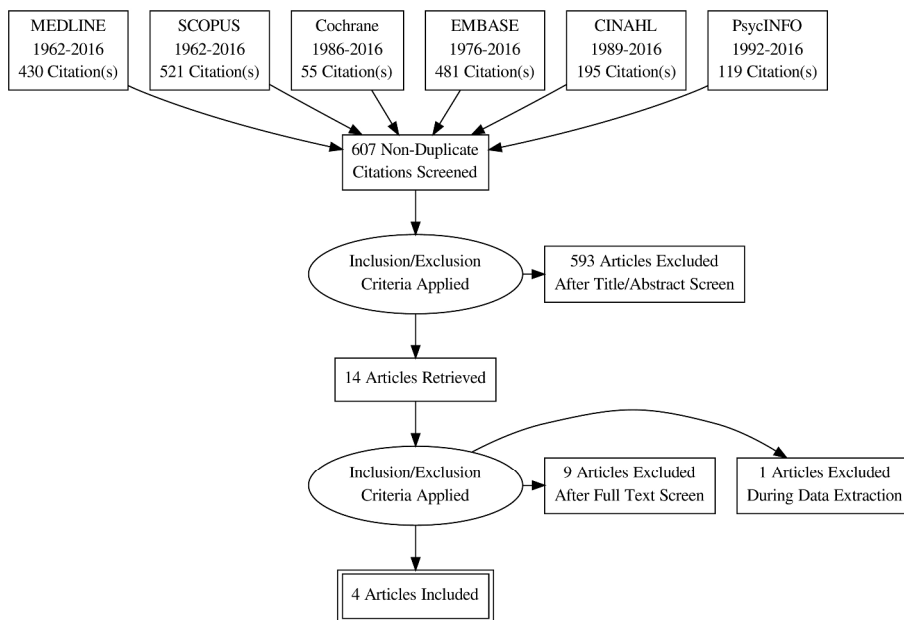 MEDLINE
1962-2016
430 Citation(s)
SCOPUS
1962-2016
521 Citation(s)
Cochrane
1986-2016
55 Citation(s)
EMBASE
1976-2016
481 Citation(s)
CINAHL
1989-2016
195 Citation(s)
PsycINFO
1992-2016
119 Citation(s)
607 Non-Duplicate
Citations Screened
Inclusion/Exclusion
Criteria Applied
593 Articles Excluded
After Title/Abstract Screen
14 Articles Retrieved
Inclusion/Exclusion
Criteria Applied
9 Articles Excluded
After Full Text Screen
1 Articles Excluded
During Data Extraction
4 Articles Included